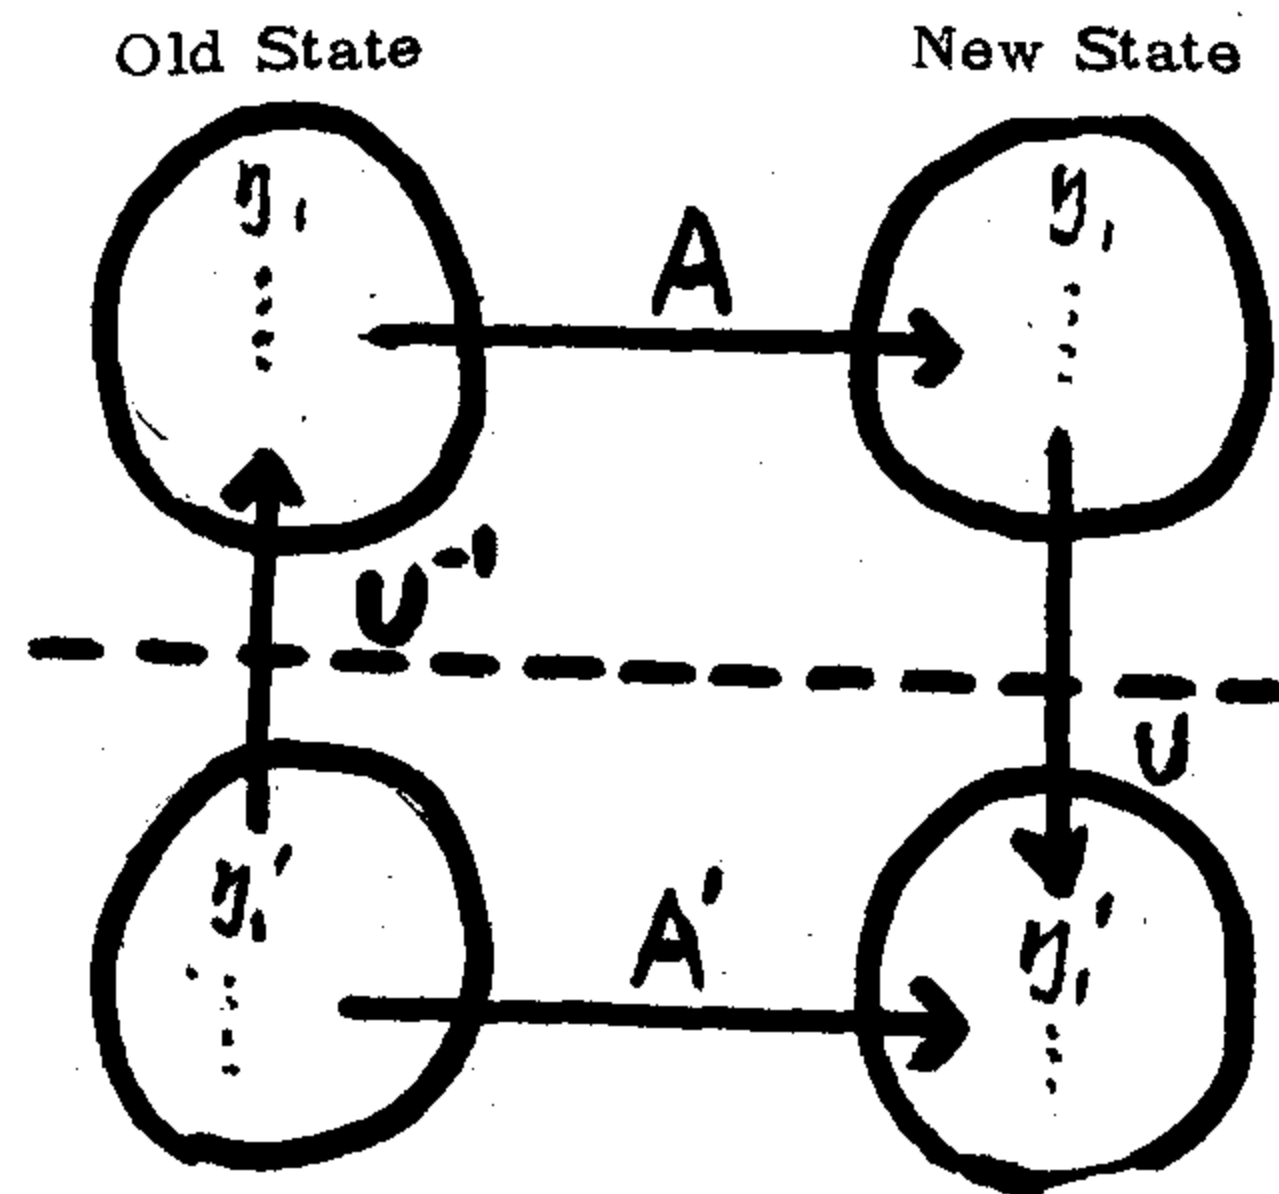 Old State New State
y₁ y₁
A
U⁻¹
U
y₁' y₁'
A'